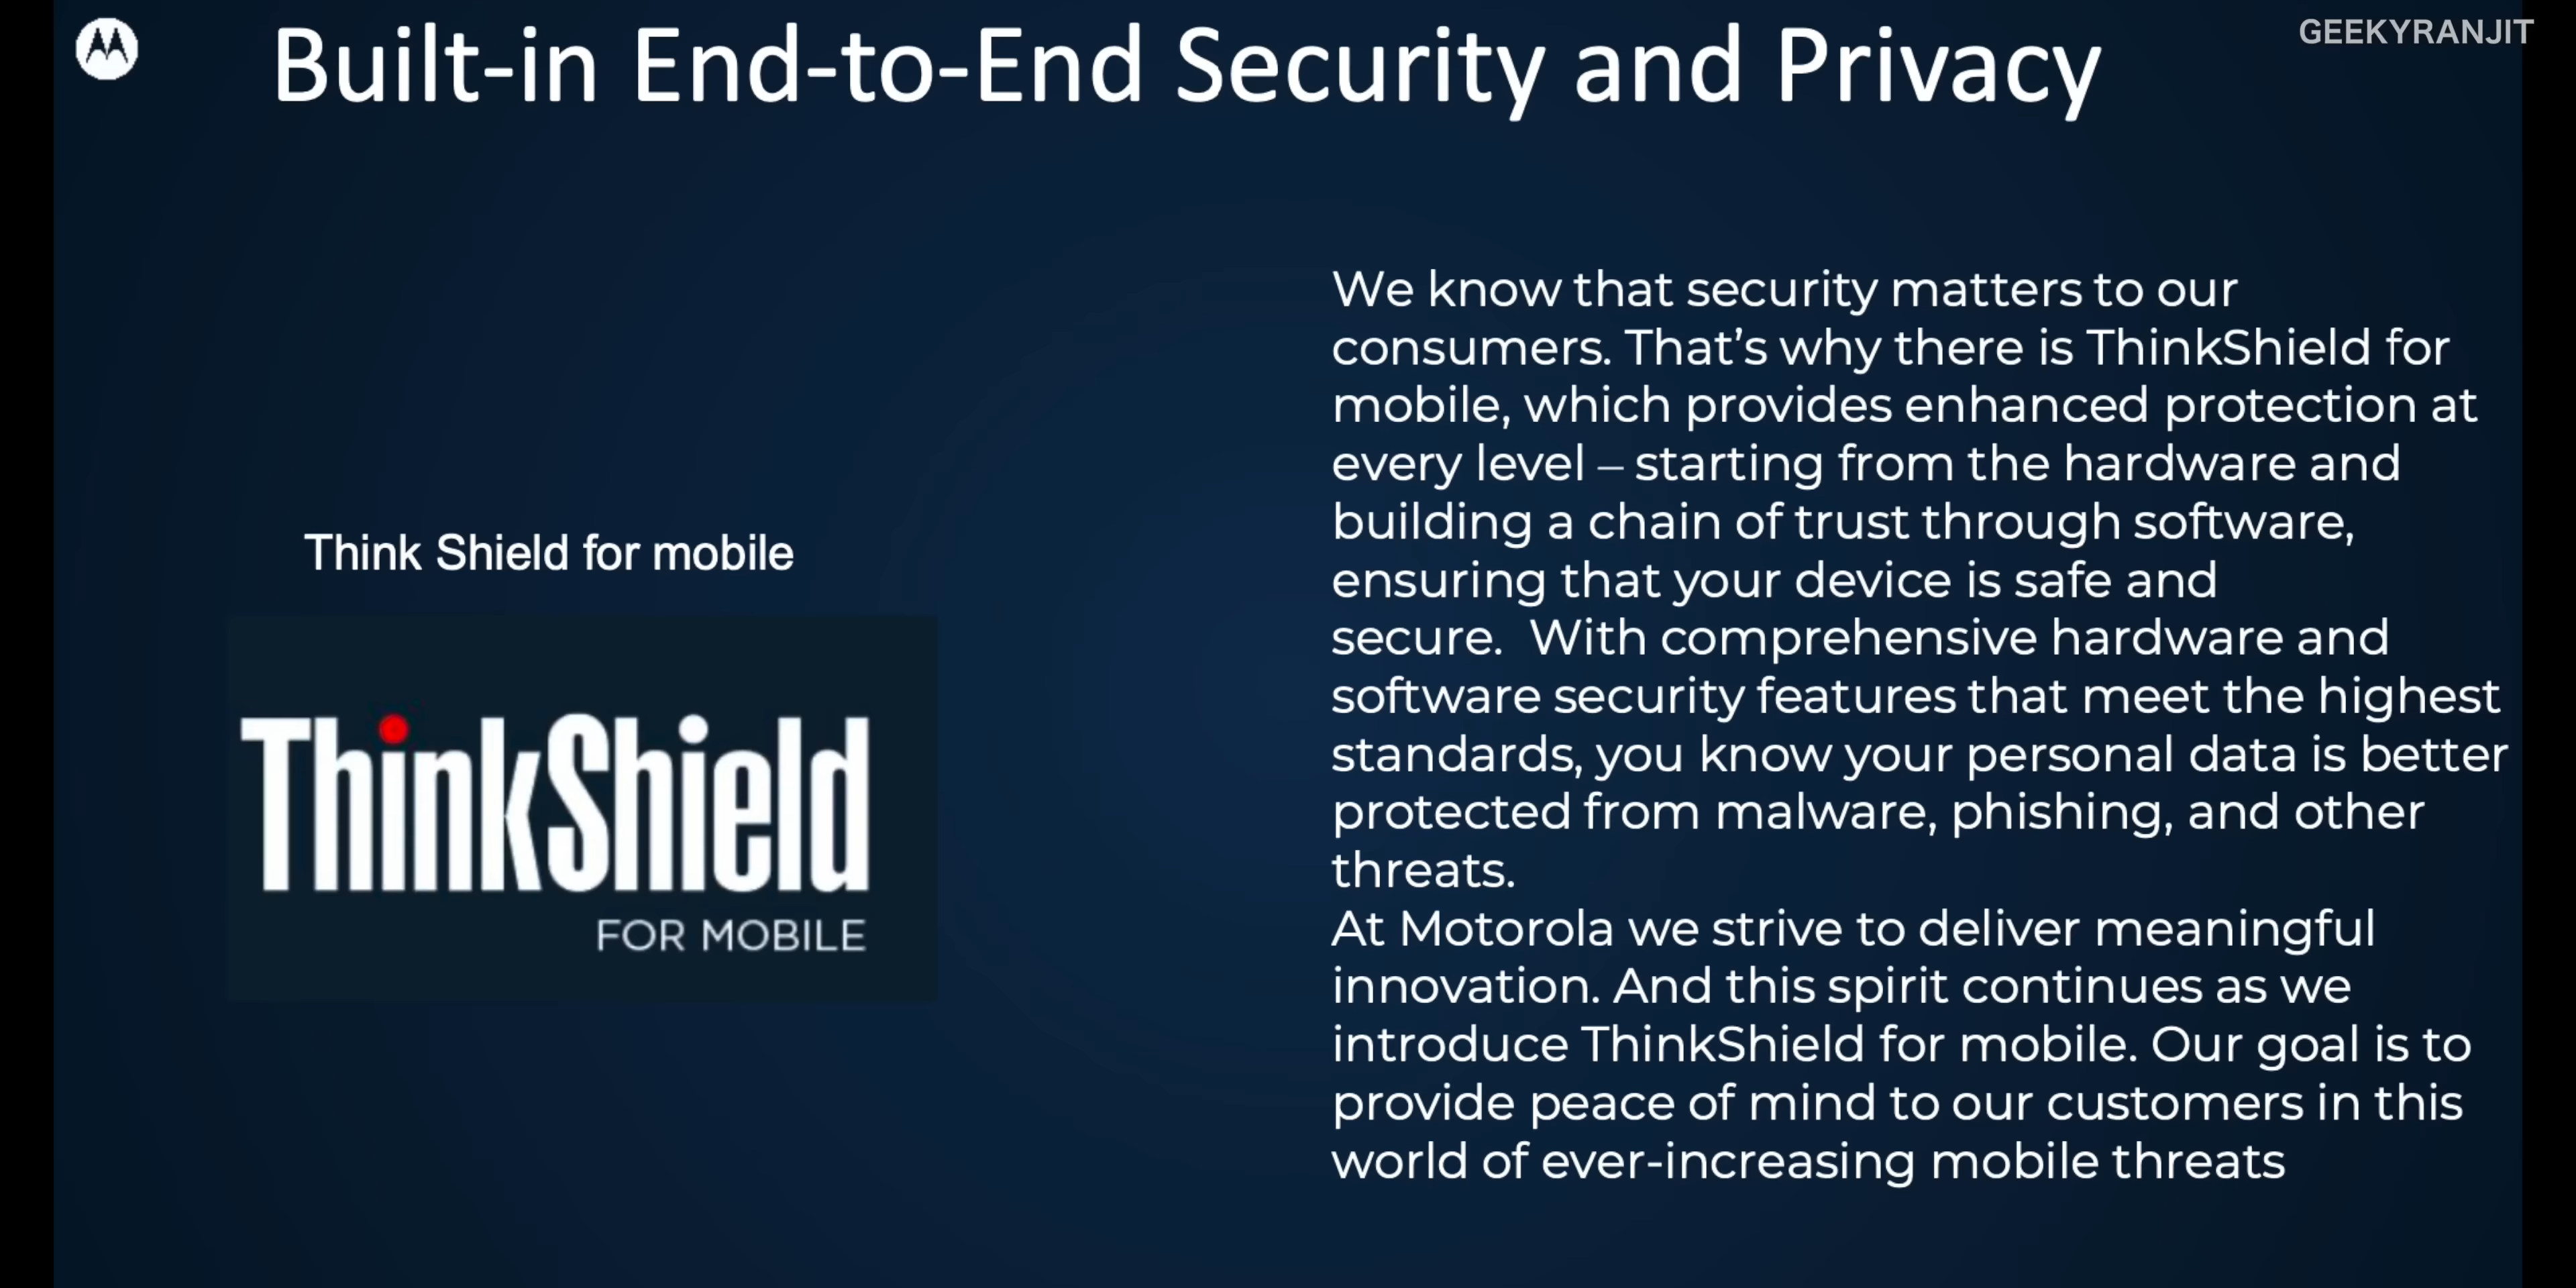 Built-in End-to-End Security and Privacy
GEEKYRANJIT
Think Shield for mobile
ThinkShield
FOR MOBILE
We know that security matters to our
consumers. That’s why there is ThinkShield for
mobile, which provides enhanced protection at
every level – starting from the hardware and
building a chain of trust through software,
ensuring that your device is safe and
secure.  With comprehensive hardware and
software security features that meet the highest
standards, you know your personal data is better
protected from malware, phishing, and other
threats.
At Motorola we strive to deliver meaningful
innovation. And this spirit continues as we
introduce ThinkShield for mobile. Our goal is to
provide peace of mind to our customers in this
world of ever-increasing mobile threats